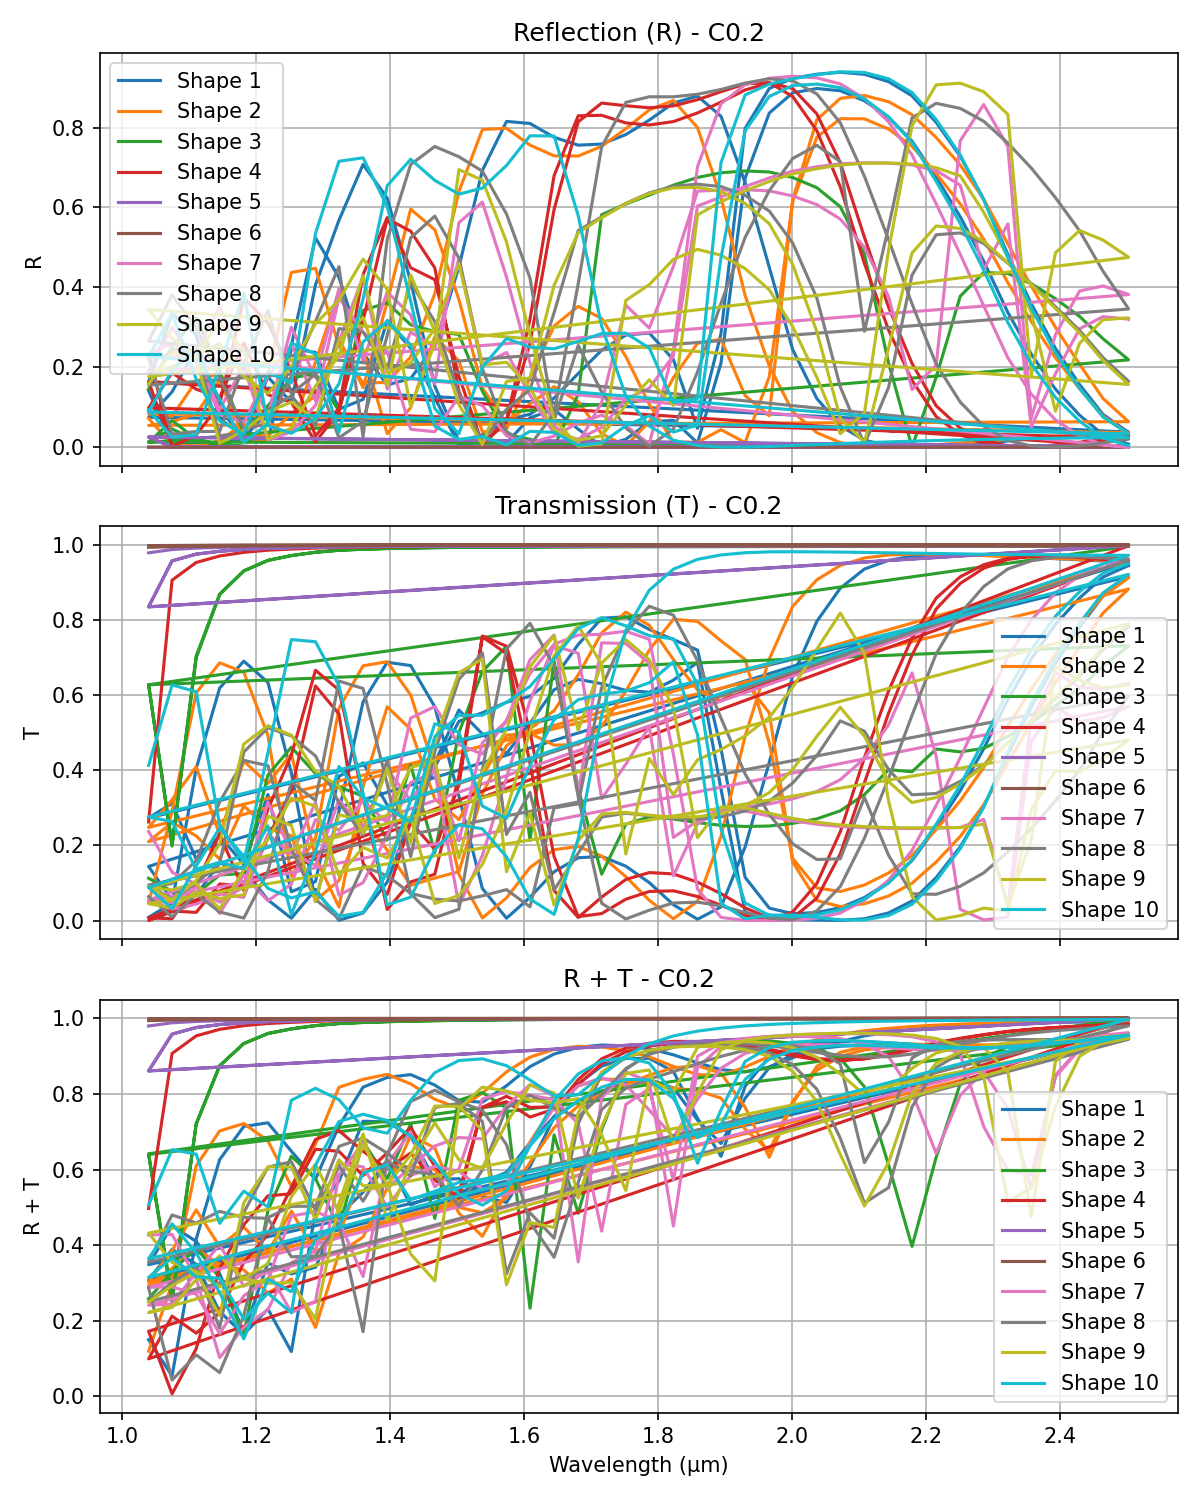 Reflection (R) - C0.2
R
0.8
0.6
0.4
0.2
0.0
Shape 1
Shape 2
Shape 3
Shape 4
Shape 5
Shape 6
Shape 7
Shape 8
Shape 9
Shape 10
Transmission (T) - C0.2
T
1.0
0.8
0.6
0.4
0.2
0.0
Shape 1
Shape 2
Shape 3
Shape 4
Shape 5
Shape 6
Shape 7
Shape 8
Shape 9
Shape 10
R + T - C0.2
R + T
1.0
0.8
0.6
0.4
0.2
0.0
Shape 1
Shape 2
Shape 3
Shape 4
Shape 5
Shape 6
Shape 7
Shape 8
Shape 9
Shape 10
1.0 1.2 1.4 1.6 1.8 2.0 2.2 2.4
Wavelength (μm)